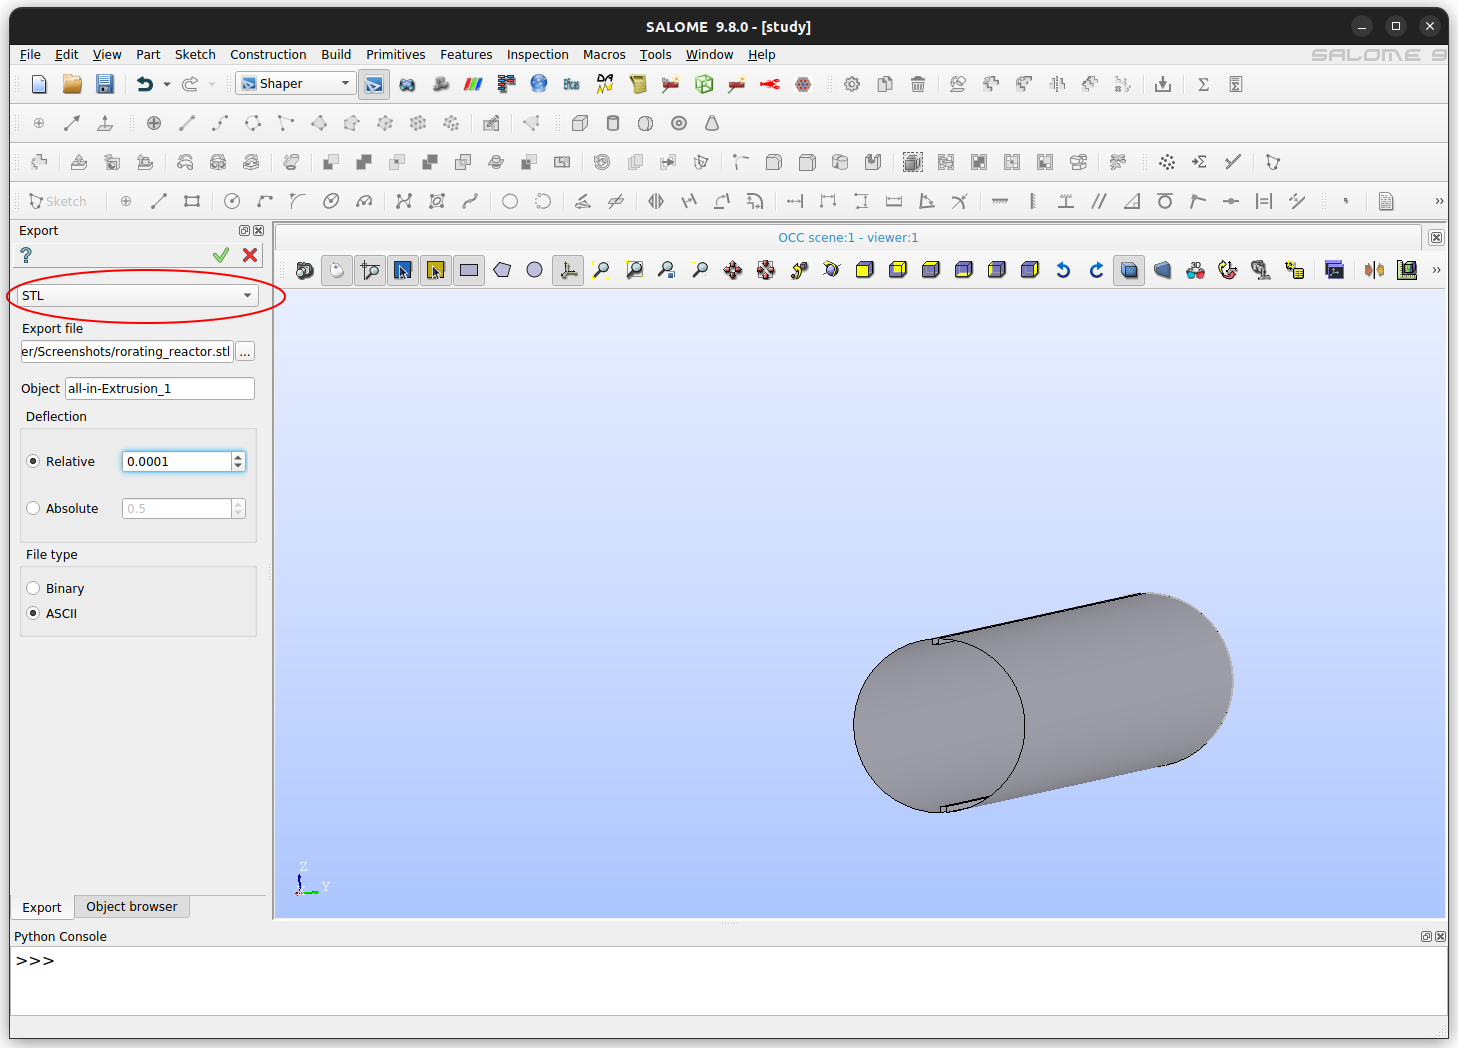 SALOME 9.8.0 - [study]
File Edit View Part Sketch Construction Build Primitives Features Inspection Macros Tools Window Help
SALOME 9
Shaper
Eficas
Sketch
Export
OCC scene:1 - viewer:1
?
3D
STL
Export file
er/Screenshots/rorating_reactor.stl ...
Object all-in-Extrusion_1
Deflection
Relative 0.0001
Absolute 0.5
File type
Binary
ASCII
Z
Y
Export Object browser
Python Console
>>>